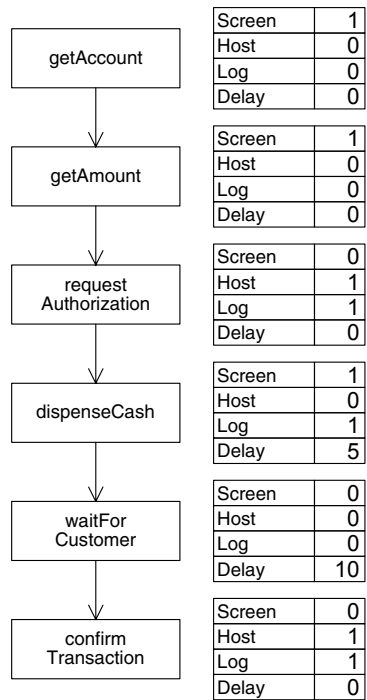 getAccount
Screen 1
Host 0
Log 0
Delay 0
getAmount
Screen 1
Host 0
Log 0
Delay 0
request
Authorization
Screen 0
Host 1
Log 1
Delay 0
dispenseCash
Screen 1
Host 0
Log 1
Delay 5
waitFor
Customer
Screen 0
Host 0
Log 0
Delay 10
confirm
Transaction
Screen 0
Host 1
Log 1
Delay 0